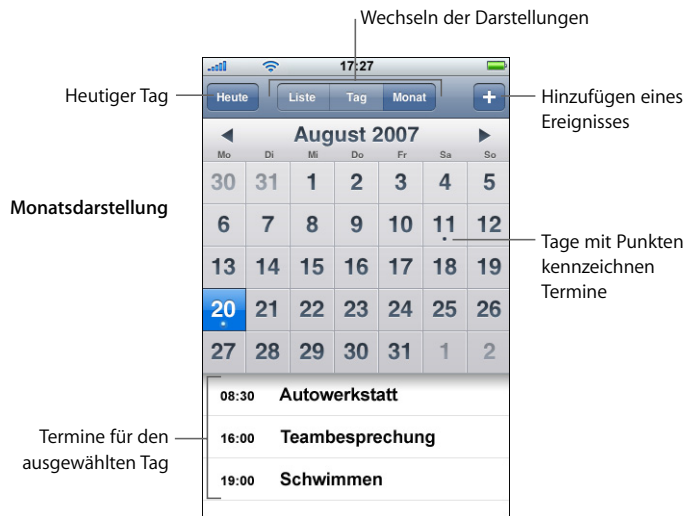 Wechseln der Darstellungen
17:27
Heutiger Tag
Heute
Liste Tag Monat
+
Hinzufügen eines
Ereignisses
August 2007
Mo Di Mi Do Fr Sa So
30 31 1 2 3 4 5
Monatsdarstellung
6 7 8 9 10 11 12
Tage mit Punkten
kennzeichnen
Termine
13 14 15 16 17 18 19
20 21 22 23 24 25 26
27 28 29 30 31 1 2
Termine für den
ausgewählten Tag
08:30 Autowerkstatt
16:00 Teambesprechung
19:00 Schwimmen